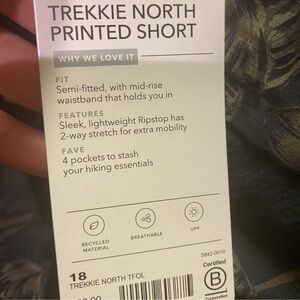 TREKKIE NORTH
PRINTED SHORT
WHY WE LOVE IT
FIT
Semi-fitted, with mid-rise
waistband that holds you in
FEATURES
Sleek, lightweight Ripstop has
2-way stretch for extra mobility
FAVE
4 pockets to stash
your hiking essentials
RECYCLED
MATERIAL
BREATHABLE
UPF
S842-0010
Certified
B
Corporation
18
TREKKIE NORTH TFOL